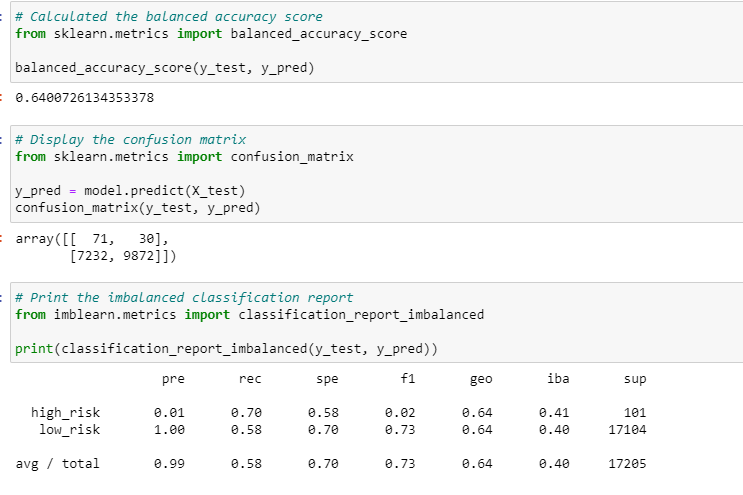 # Calculated the balanced accuracy score
from sklearn.metrics import balanced_accuracy_score
balanced_accuracy_score(y_test, y_pred)
0.6400726134353378
# Display the confusion matrix
from sklearn.metrics import confusion_matrix
y_pred = model.predict(X_test)
confusion_matrix(y_test, y_pred)
array([[  71,   30],
       [7232, 9872]])
# Print the imbalanced classification report
from imblearn.metrics import classification_report_imbalanced
print(classification_report_imbalanced(y_test, y_pred))
pre rec spe f1 geo iba sup
high_risk 0.01 0.70 0.58 0.02 0.64 0.41 101
low_risk 1.00 0.58 0.70 0.73 0.64 0.40 17104
avg / total 0.99 0.58 0.70 0.73 0.64 0.40 17205